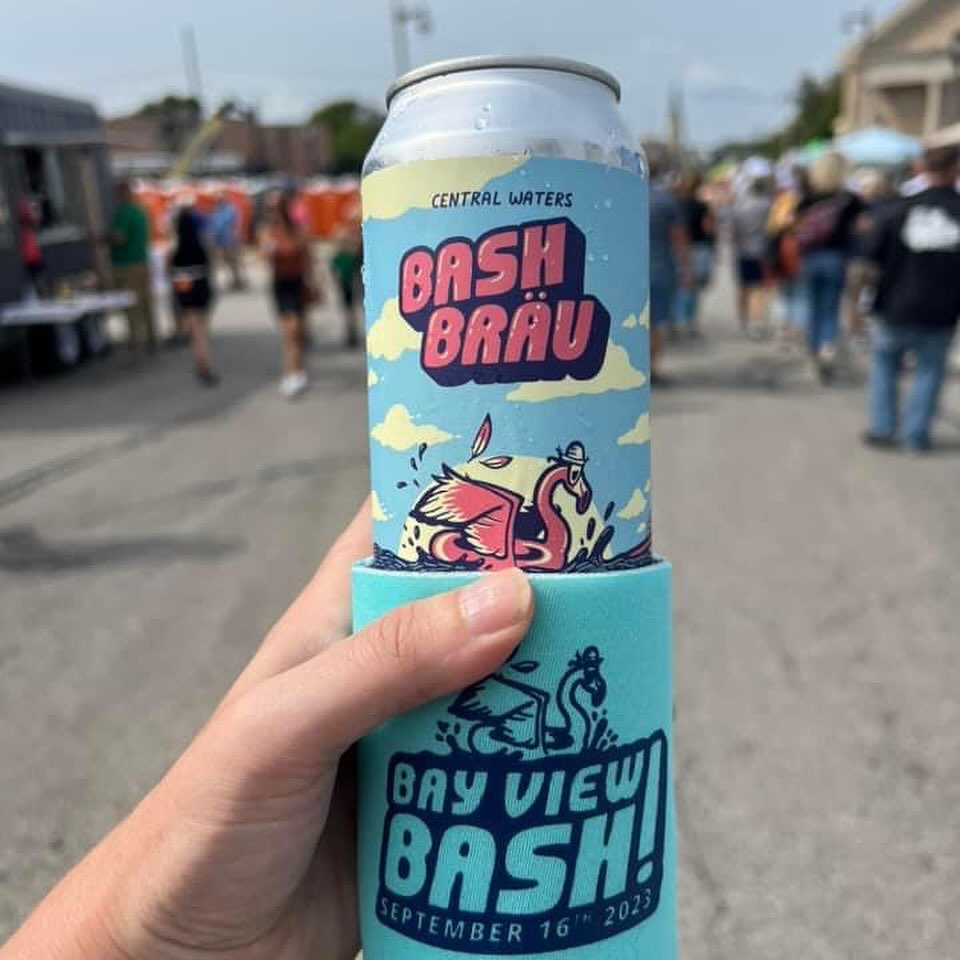 CENTRAL WATERS
BASH
BRÄU
BAY VIEW
BASH!
SEPTEMBER 16TH 2023